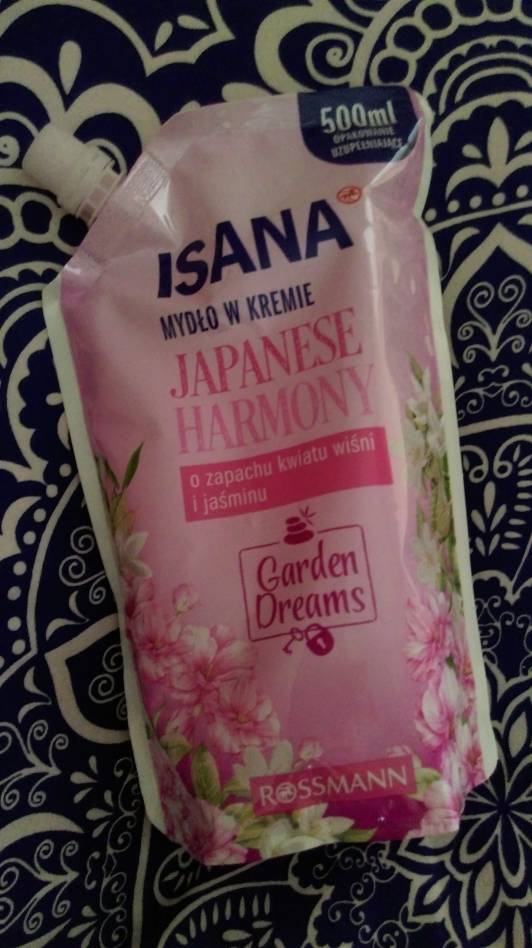 500ml
OPAKOWANIE
UZUPEŁNIAJĄCE
ISANA
MYDŁO W KREMIE
JAPANESE
HARMONY
o zapachu kwiatu wiśni
i jaśminu
Garden
Dreams
ROSSMANN